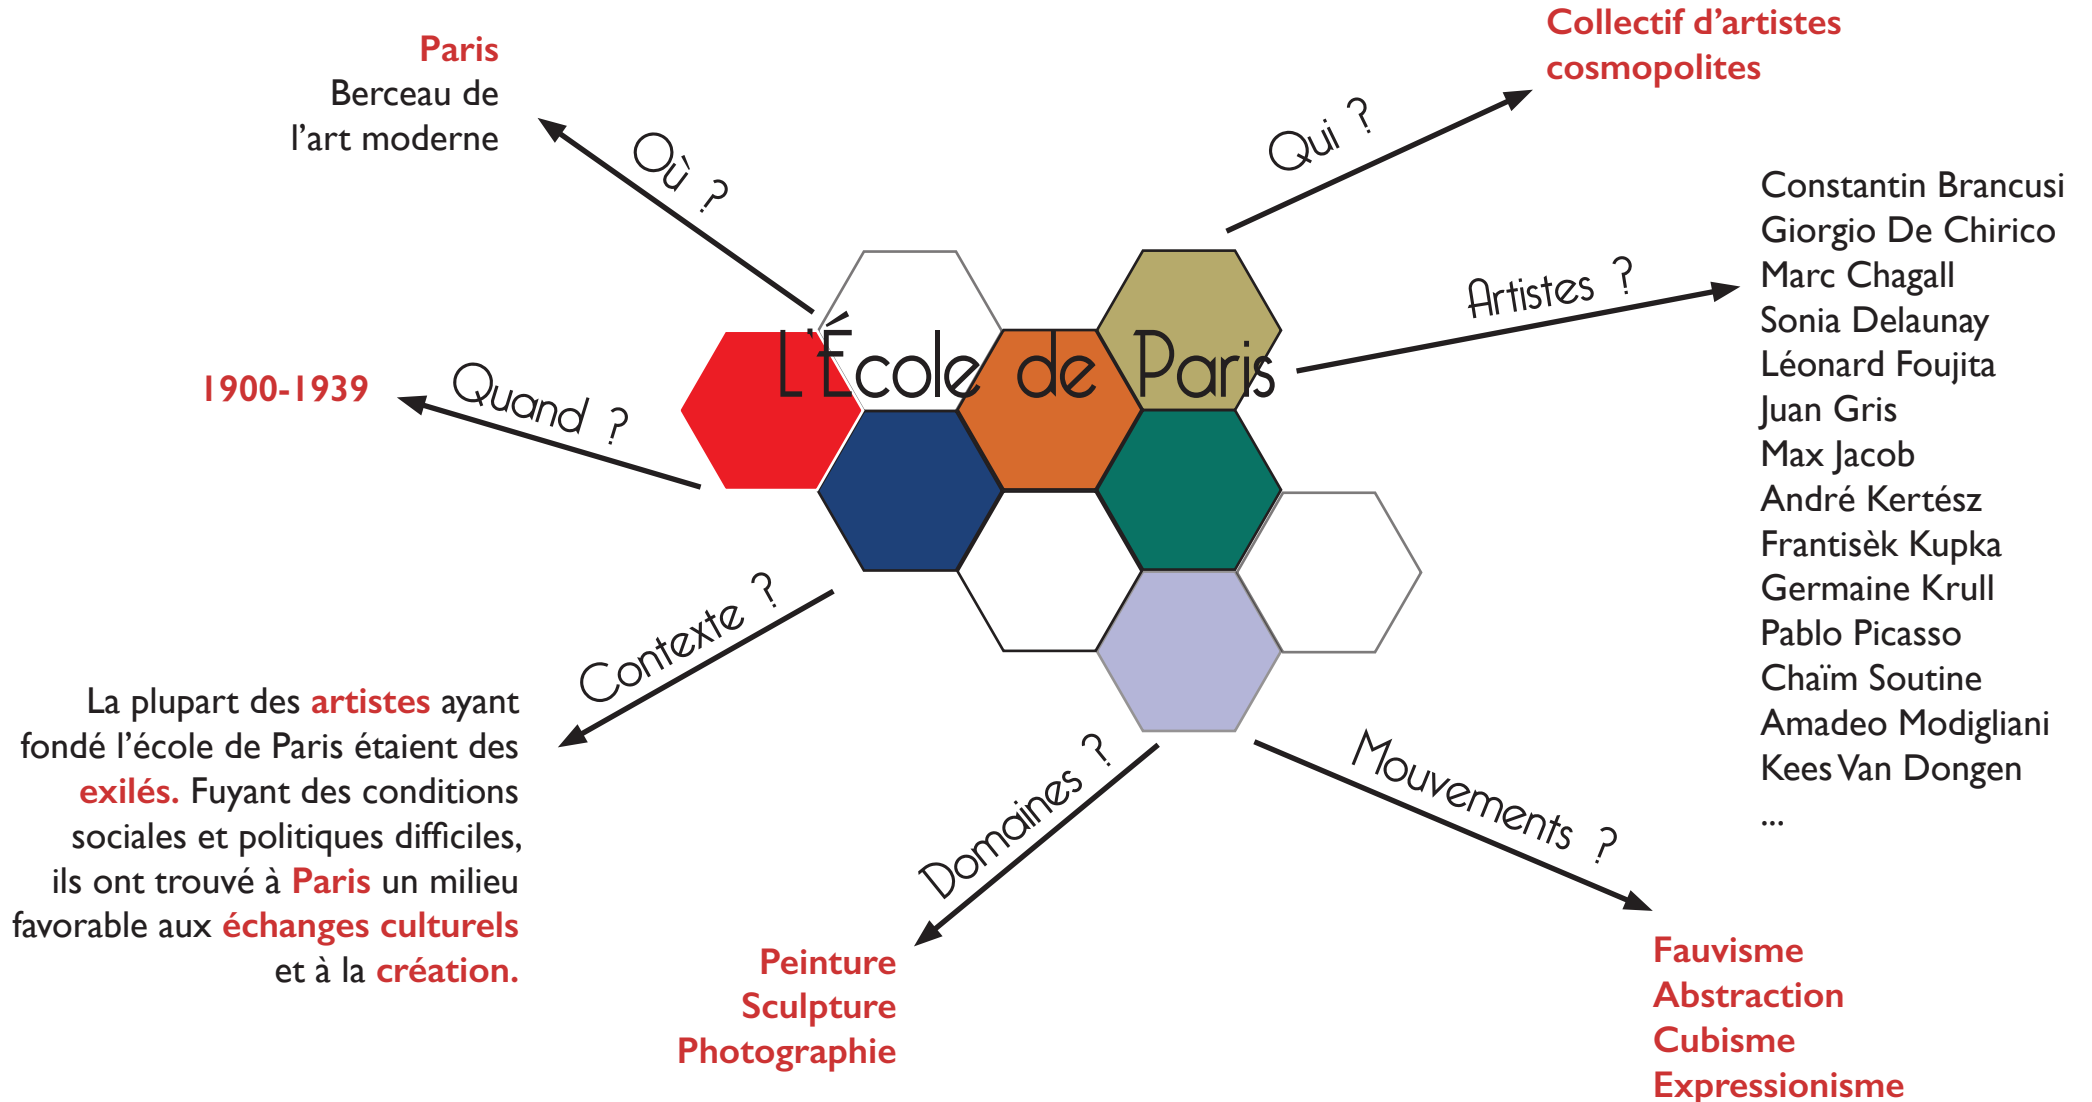 L'École de Paris
Où ?
Paris
Berceau de
l'art moderne
Qui ?
Collectif d'artistes
cosmopolites
Artistes ?
Constantin Brancusi
Giorgio De Chirico
Marc Chagall
Sonia Delaunay
Léonard Foujita
Juan Gris
Max Jacob
André Kertész
Frantisèk Kupka
Germaine Krull
Pablo Picasso
Chaïm Soutine
Amadeo Modigliani
Kees Van Dongen
...
Quand ?
1900-1939
Contexte ?
La plupart des artistes ayant
fondé l'école de Paris étaient des
exilés. Fuyant des conditions
sociales et politiques difficiles,
ils ont trouvé à Paris un milieu
favorable aux échanges culturels
et à la création.
Domaines ?
Peinture
Sculpture
Photographie
Mouvements ?
Fauvisme
Abstraction
Cubisme
Expressionisme